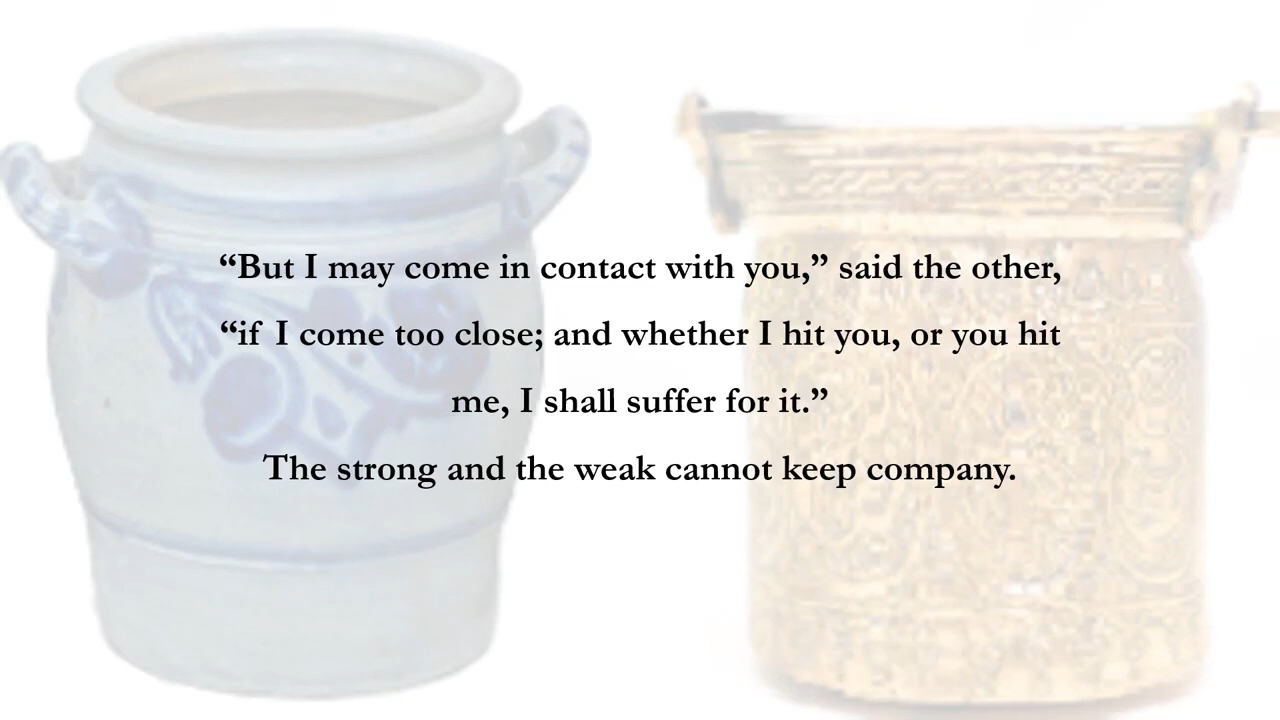 “But I may come in contact with you,” said the other,
“if I come too close; and whether I hit you, or you hit
me, I shall suffer for it.”
The strong and the weak cannot keep company.